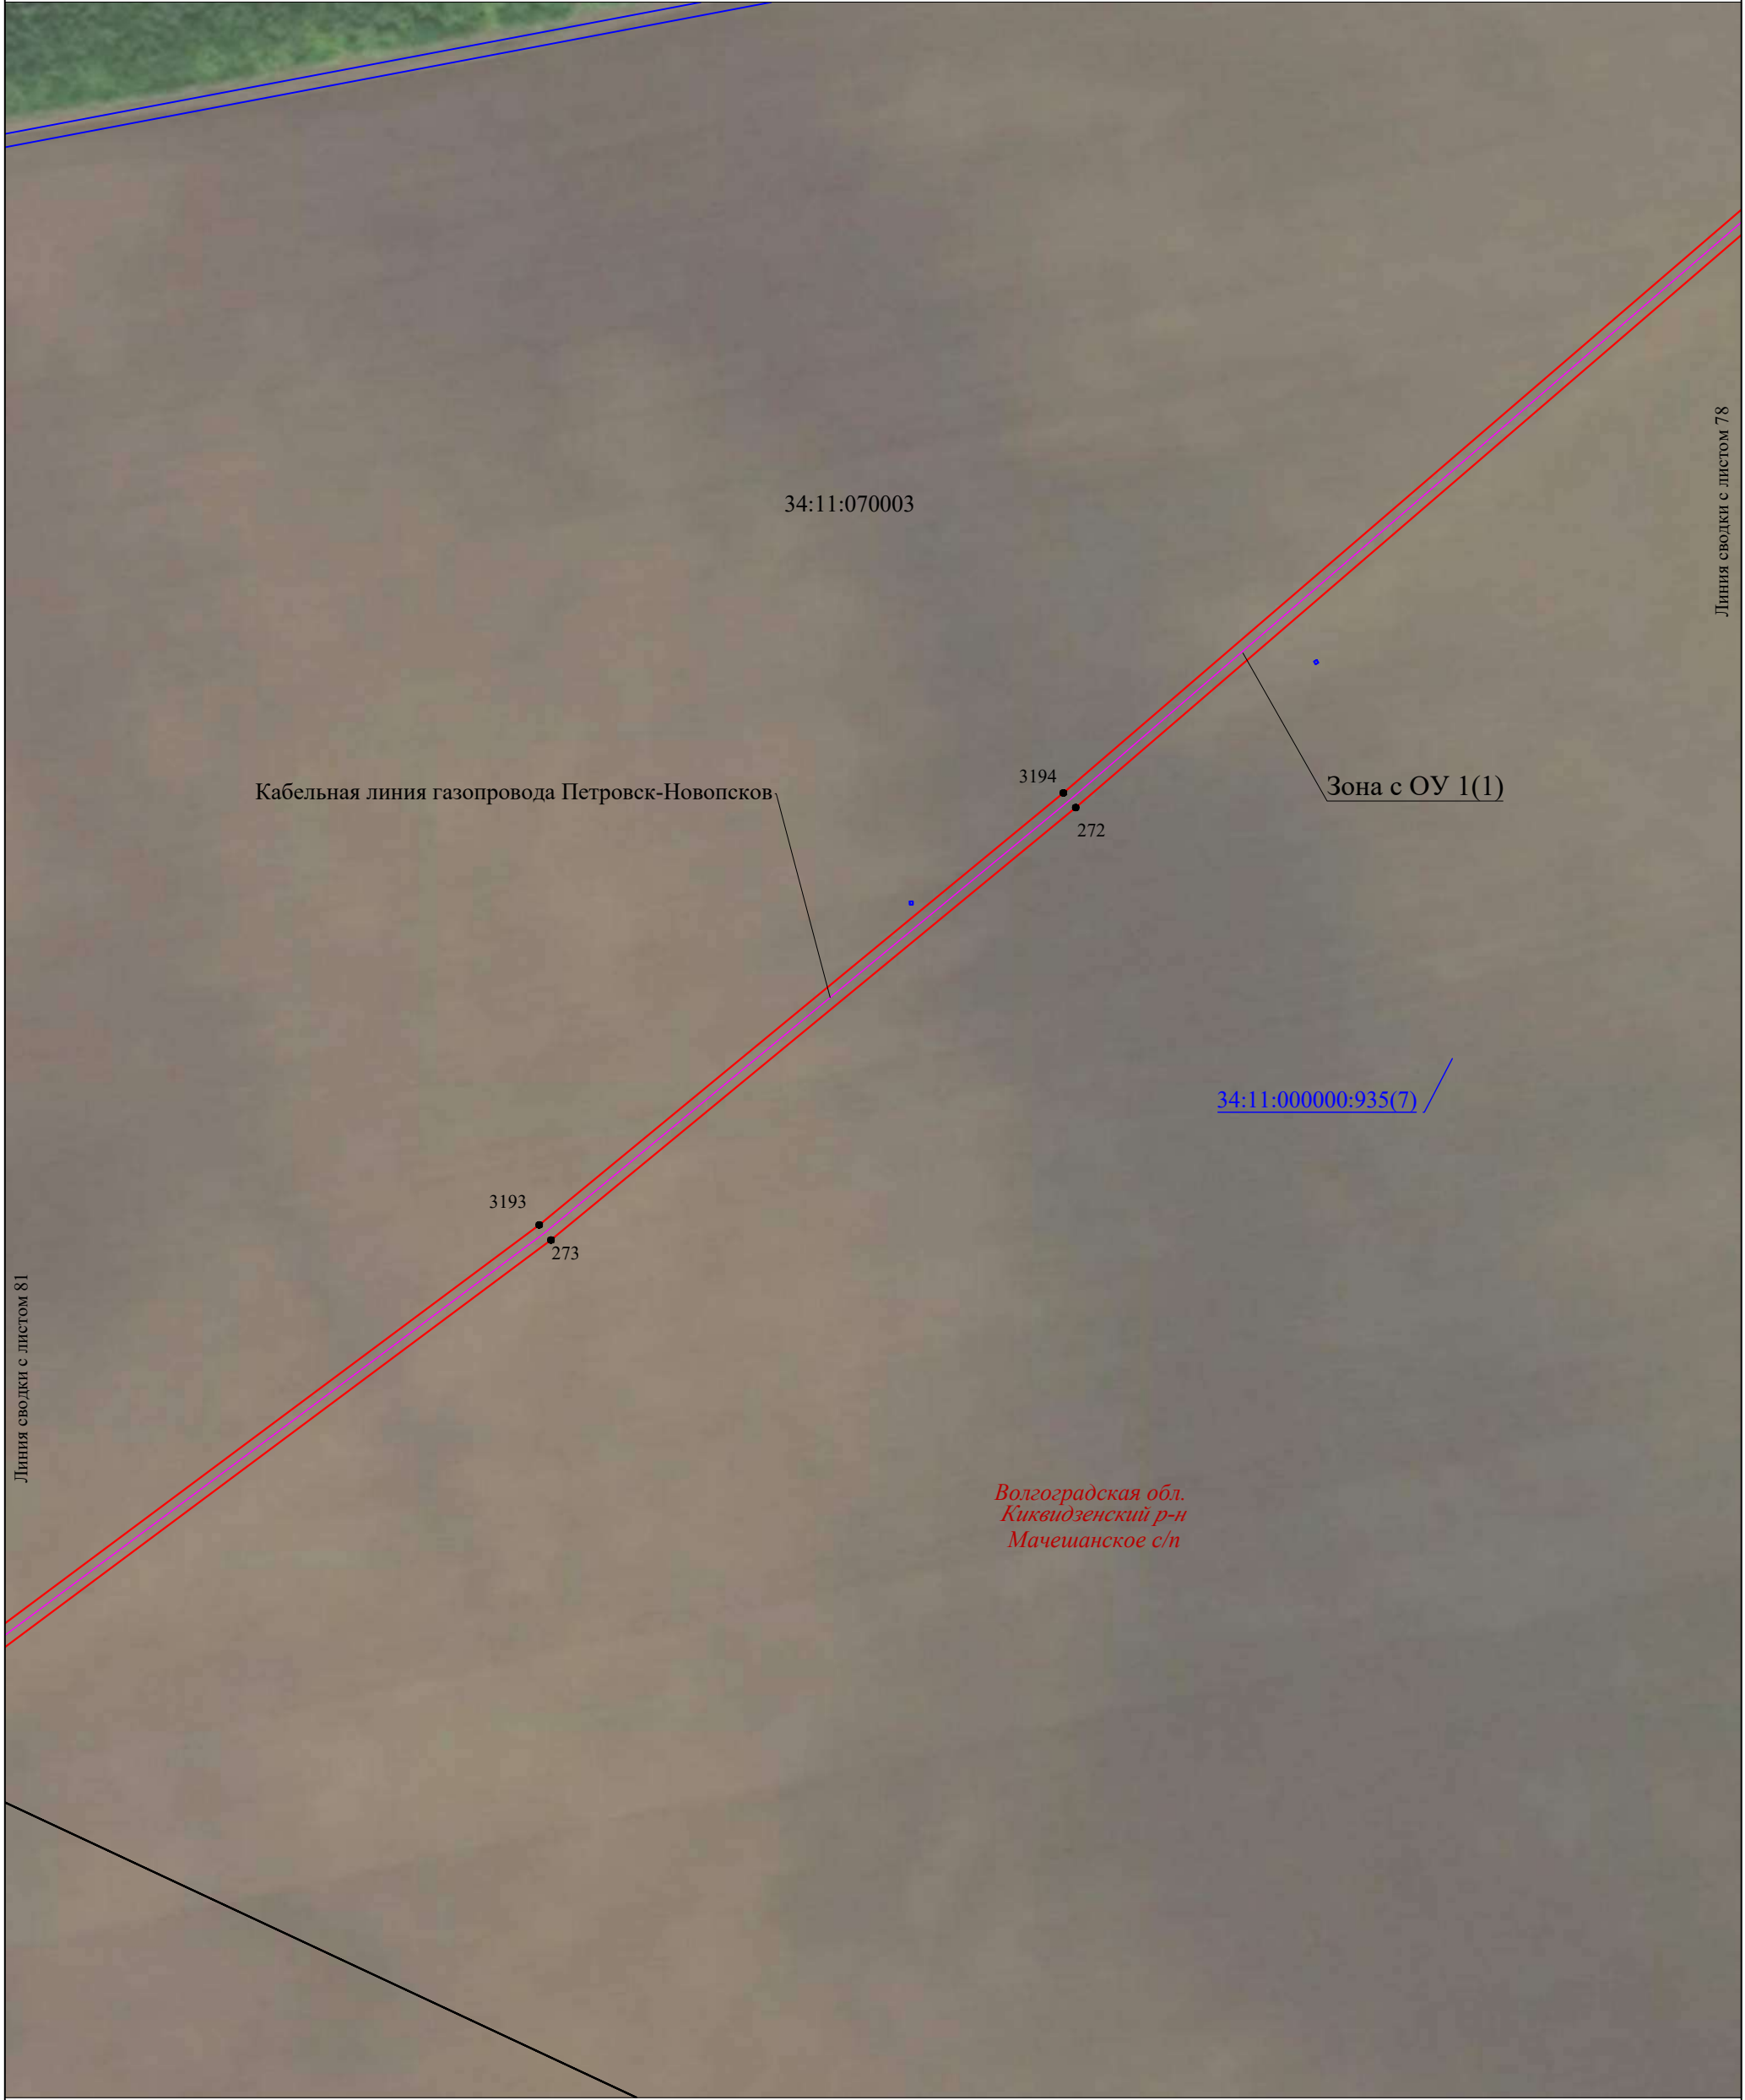 Линия сводки с листом 78
34:11:070003
3194
Зона с ОУ 1(1)
Кабельная линия газопровода Петровск-Новопсков
272
34:11:000000:935(7)
3193
273
Линия сводки с листом 81
Волгоградская обл.
Киквидзенский р-н
Мачешанское с/п